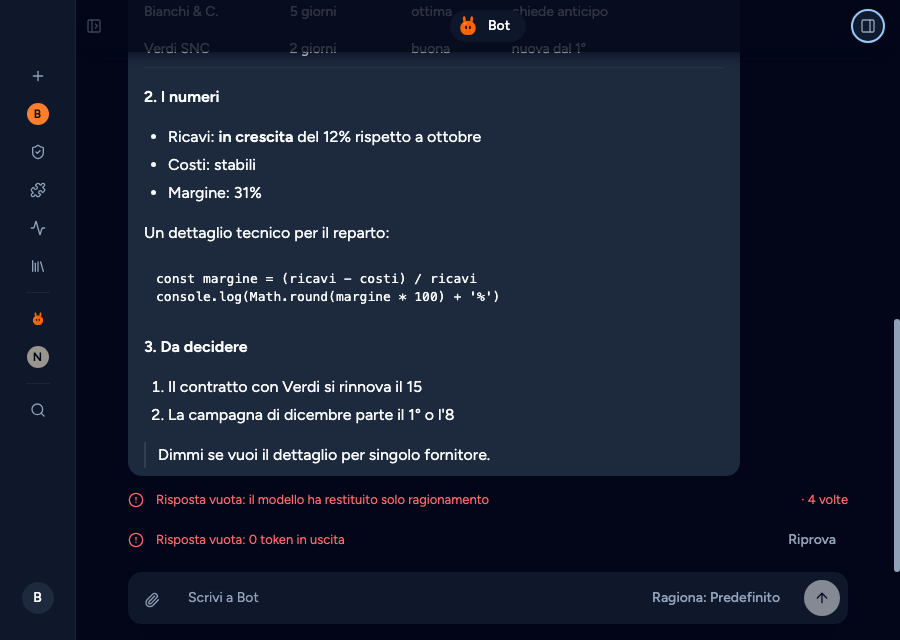 Bianchi & C. 5 giorni ottima chiede anticipo
Bot
Verdi SNC 2 giorni buona nuova dal 1°
B
2. I numeri
• Ricavi: in crescita del 12% rispetto a ottobre
• Costi: stabili
• Margine: 31%
Un dettaglio tecnico per il reparto:
const margine = (ricavi - costi) / ricavi
console.log(Math.round(margine * 100) + '%')
3. Da decidere
N
1. Il contratto con Verdi si rinnova il 15
2. La campagna di dicembre parte il 1° o l'8
Dimmi se vuoi il dettaglio per singolo fornitore.
Risposta vuota: il modello ha restituito solo ragionamento · 4 volte
Risposta vuota: 0 token in uscita Riprova
B
Scrivi a Bot Ragiona: Predefinito